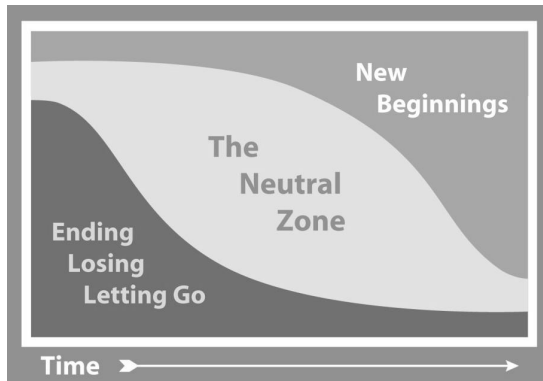 New
Beginnings
The
Neutral
Zone
Ending
Losing
Letting Go
Time